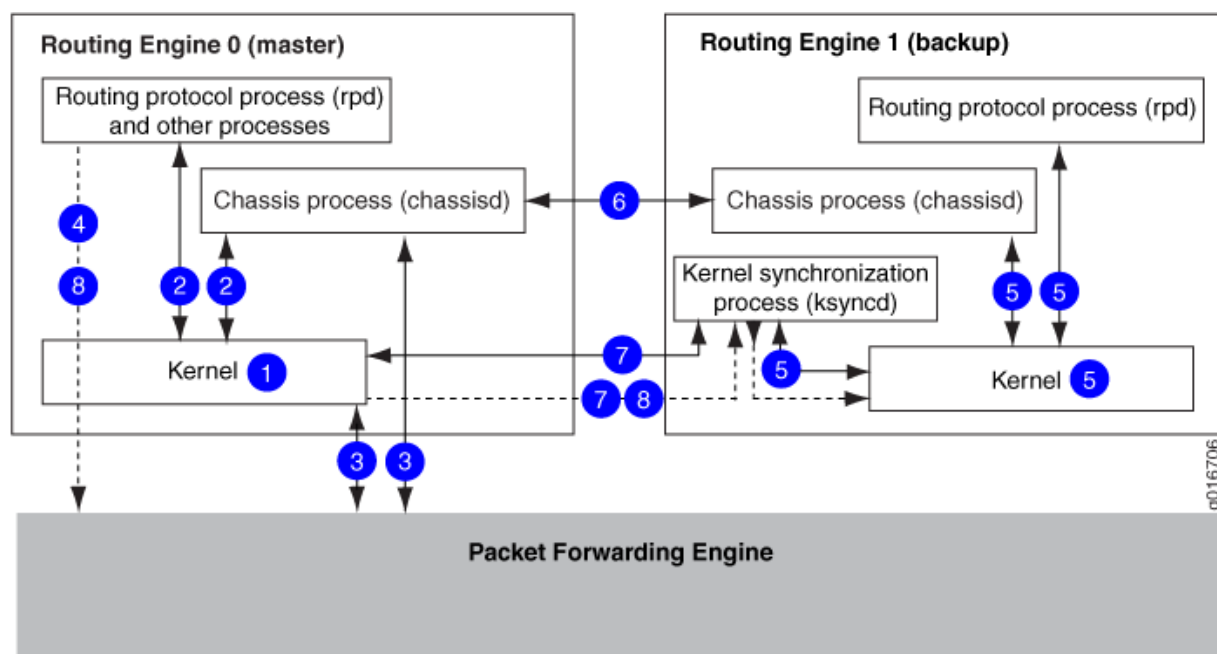 Routing Engine 0 (master)
Routing protocol process (rpd)
and other processes
Chassis process (chassisd)
4
8
2
2
Kernel
1
3
3
6
7
7
8
Routing Engine 1 (backup)
Routing protocol process (rpd)
Chassis process (chassisd)
Kernel synchronization
process (ksyncd)
5
5
5
Kernel
5
g016706
Packet Forwarding Engine